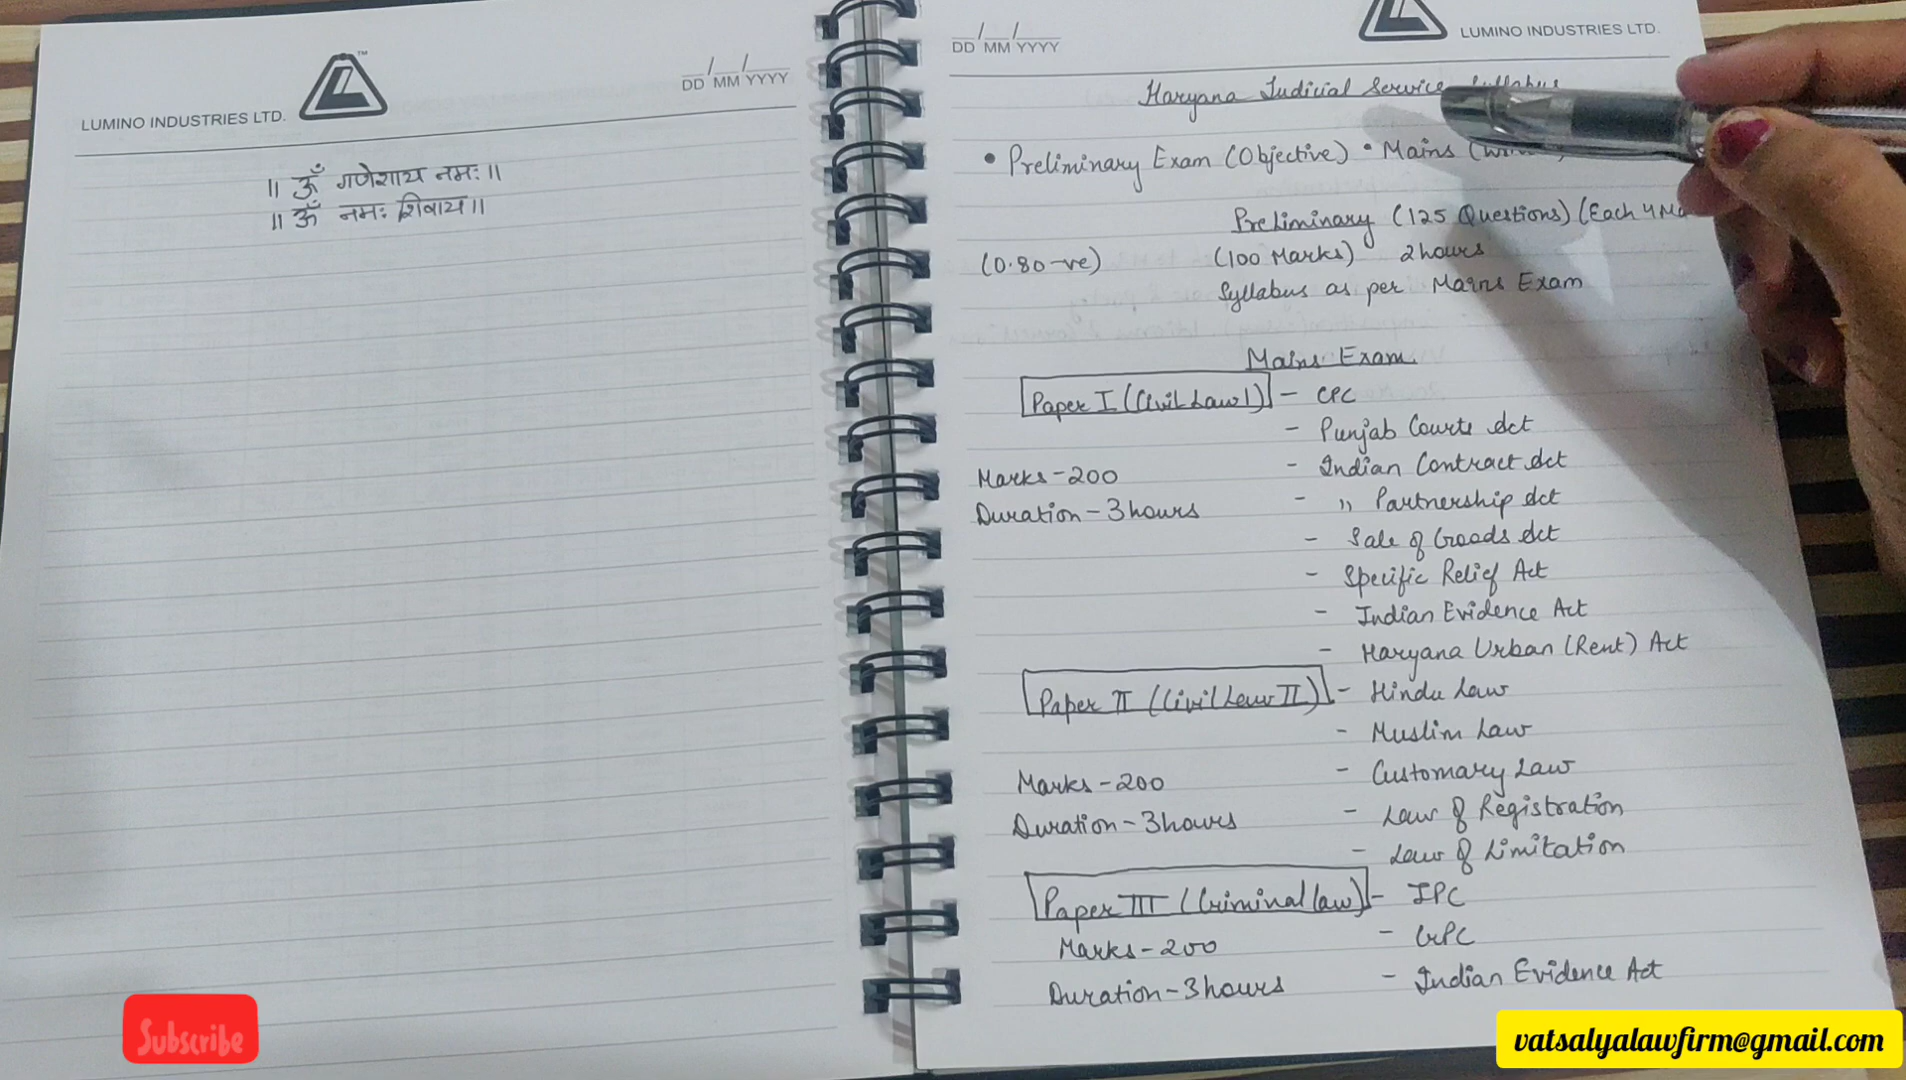 LUMINO INDUSTRIES LTD.
DD MM YYYY
॥ ॐ गणेशाय नमः ॥
॥ ॐ नमः शिवाय ॥
DD MM YYYY
LUMINO INDUSTRIES LTD.
Haryana Judicial Service Syllabus
• Preliminary Exam (Objective) • Mains
Preliminary (125 Questions) (Each 4 Ma
(0.80-ve) (100 Marks) 2 hours
Syllabus as per Mains Exam
Mains Exam
Paper I (Civil Law I) - CPC
- Punjab Courts Act
- Indian Contract Act
Marks - 200
- " Partnership Act
Duration - 3 hours
- Sale of Goods Act
- Specific Relief Act
- Indian Evidence Act
- Haryana Urban (Rent) Act
Paper II (Civil Law II) - Hindu Law
- Muslim Law
- Customary Law
Marks - 200
- Law of Registration
Duration - 3 hours
- Law of Limitation
Paper III (Criminal Law) - IPC
- CrPC
Marks - 200
- Indian Evidence Act
Duration - 3 hours
Subscribe
vatsalyalawfirm@gmail.com